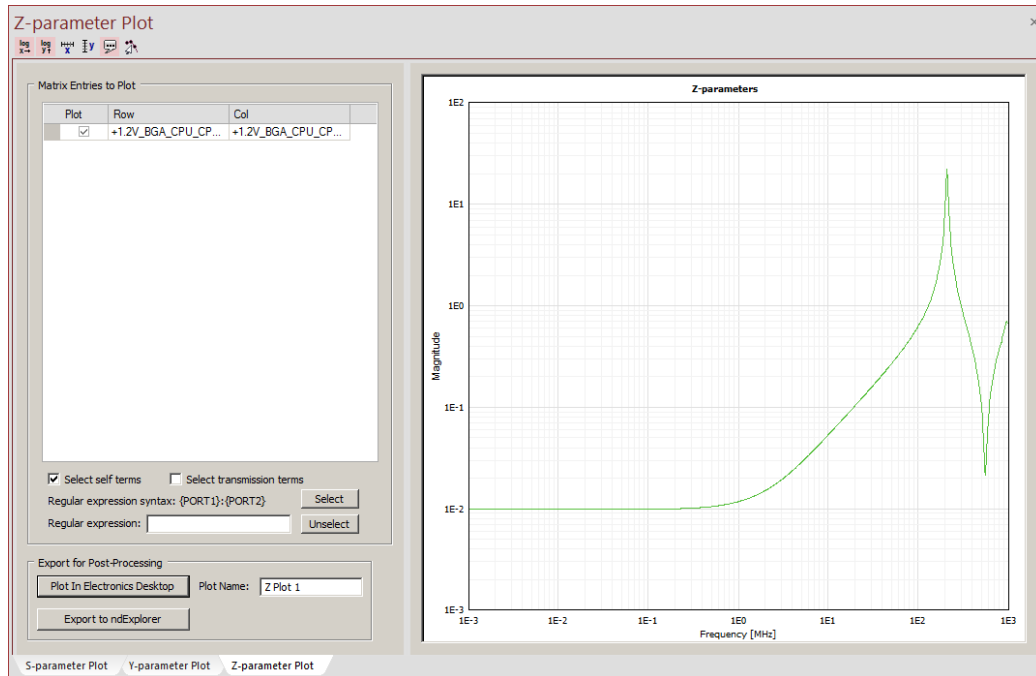 Z-parameter Plot
log x→ log y↑ x y
Matrix Entries to Plot
Plot Row Col
+1.2V_BGA_CPU_CP... +1.2V_BGA_CPU_CP...
Select self terms Select transmission terms
Regular expression syntax: {PORT1}:{PORT2} Select
Regular expression: Unselect
Export for Post-Processing
Plot In Electronics Desktop Plot Name: Z Plot 1
Export to ndExplorer
S-parameter Plot Y-parameter Plot Z-parameter Plot
Z-parameters
1E2
1E1
1E0
Magnitude
1E-1
1E-2
1E-3
1E-3 1E-2 1E-1 1E0 1E1 1E2 1E3
Frequency [MHz]